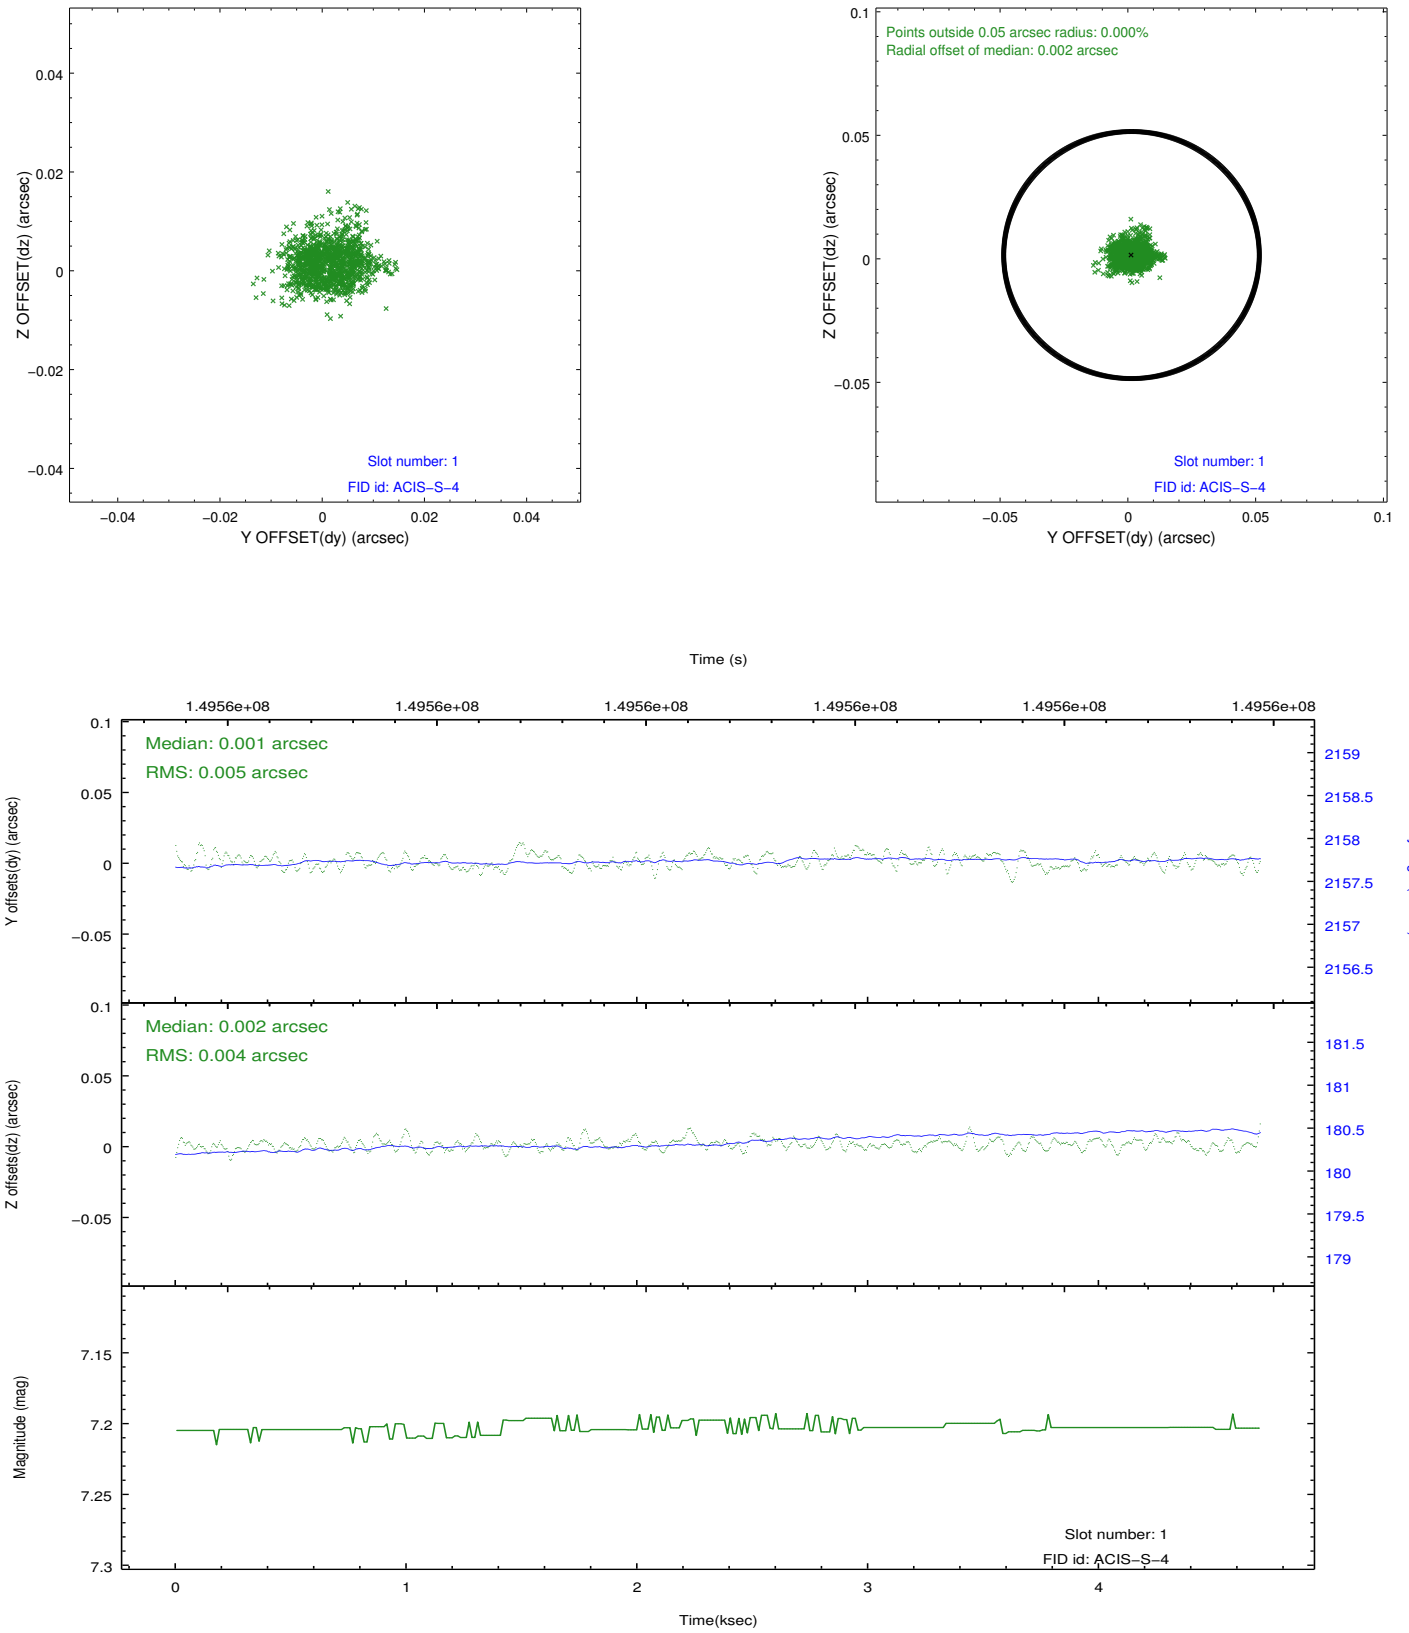 0.04
0.02
0
−0.02
−0.04
Z OFFSET(dz) (arcsec)
Slot number: 1
FID id: ACIS−S−4
−0.04 −0.02 0 0.02 0.04
Y OFFSET(dy) (arcsec)
0.1
0.05
0
−0.05
Z OFFSET(dz) (arcsec)
Points outside 0.05 arcsec radius: 0.000%
Radial offset of median: 0.002 arcsec
Slot number: 1
FID id: ACIS−S−4
−0.05 0 0.05 0.1
Y OFFSET(dy) (arcsec)
Time (s)
1.4956e+08 1.4956e+08 1.4956e+08 1.4956e+08 1.4956e+08 1.4956e+08
0.1
0.05
0
−0.05
Y offsets(dy) (arcsec)
Median: 0.001 arcsec
RMS: 0.005 arcsec
2159
2158.5
2158
2157.5
2157
2156.5
0.1
0.05
0
−0.05
Z offsets(dz) (arcsec)
Median: 0.002 arcsec
RMS: 0.004 arcsec
181.5
181
180.5
180
179.5
179
7.15
7.2
7.25
7.3
Magnitude (mag)
Slot number: 1
FID id: ACIS−S−4
0 1 2 3 4
Time(ksec)